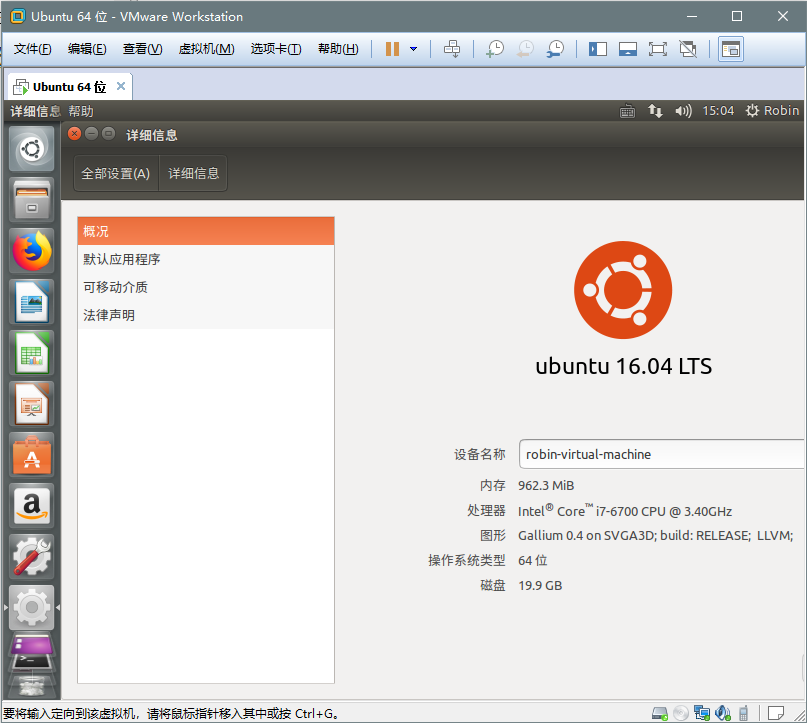 Ubuntu 64 位 - VMware Workstation
文件(F) 编辑(E) 查看(V) 虚拟机(M) 选项卡(T) 帮助(H)
Ubuntu 64 位
详细信息 帮助 15:04 Robin
详细信息
全部设置(A) 详细信息
概况
默认应用程序
可移动介质
法律声明
ubuntu 16.04 LTS
设备名称 robin-virtual-machine
内存 962.3 MiB
处理器 Intel® Core™ i7-6700 CPU @ 3.40GHz
图形 Gallium 0.4 on SVGA3D; build: RELEASE; LLVM;
操作系统类型 64 位
磁盘 19.9 GB
要将输入定向到该虚拟机，请将鼠标指针移入其中或按 Ctrl+G。